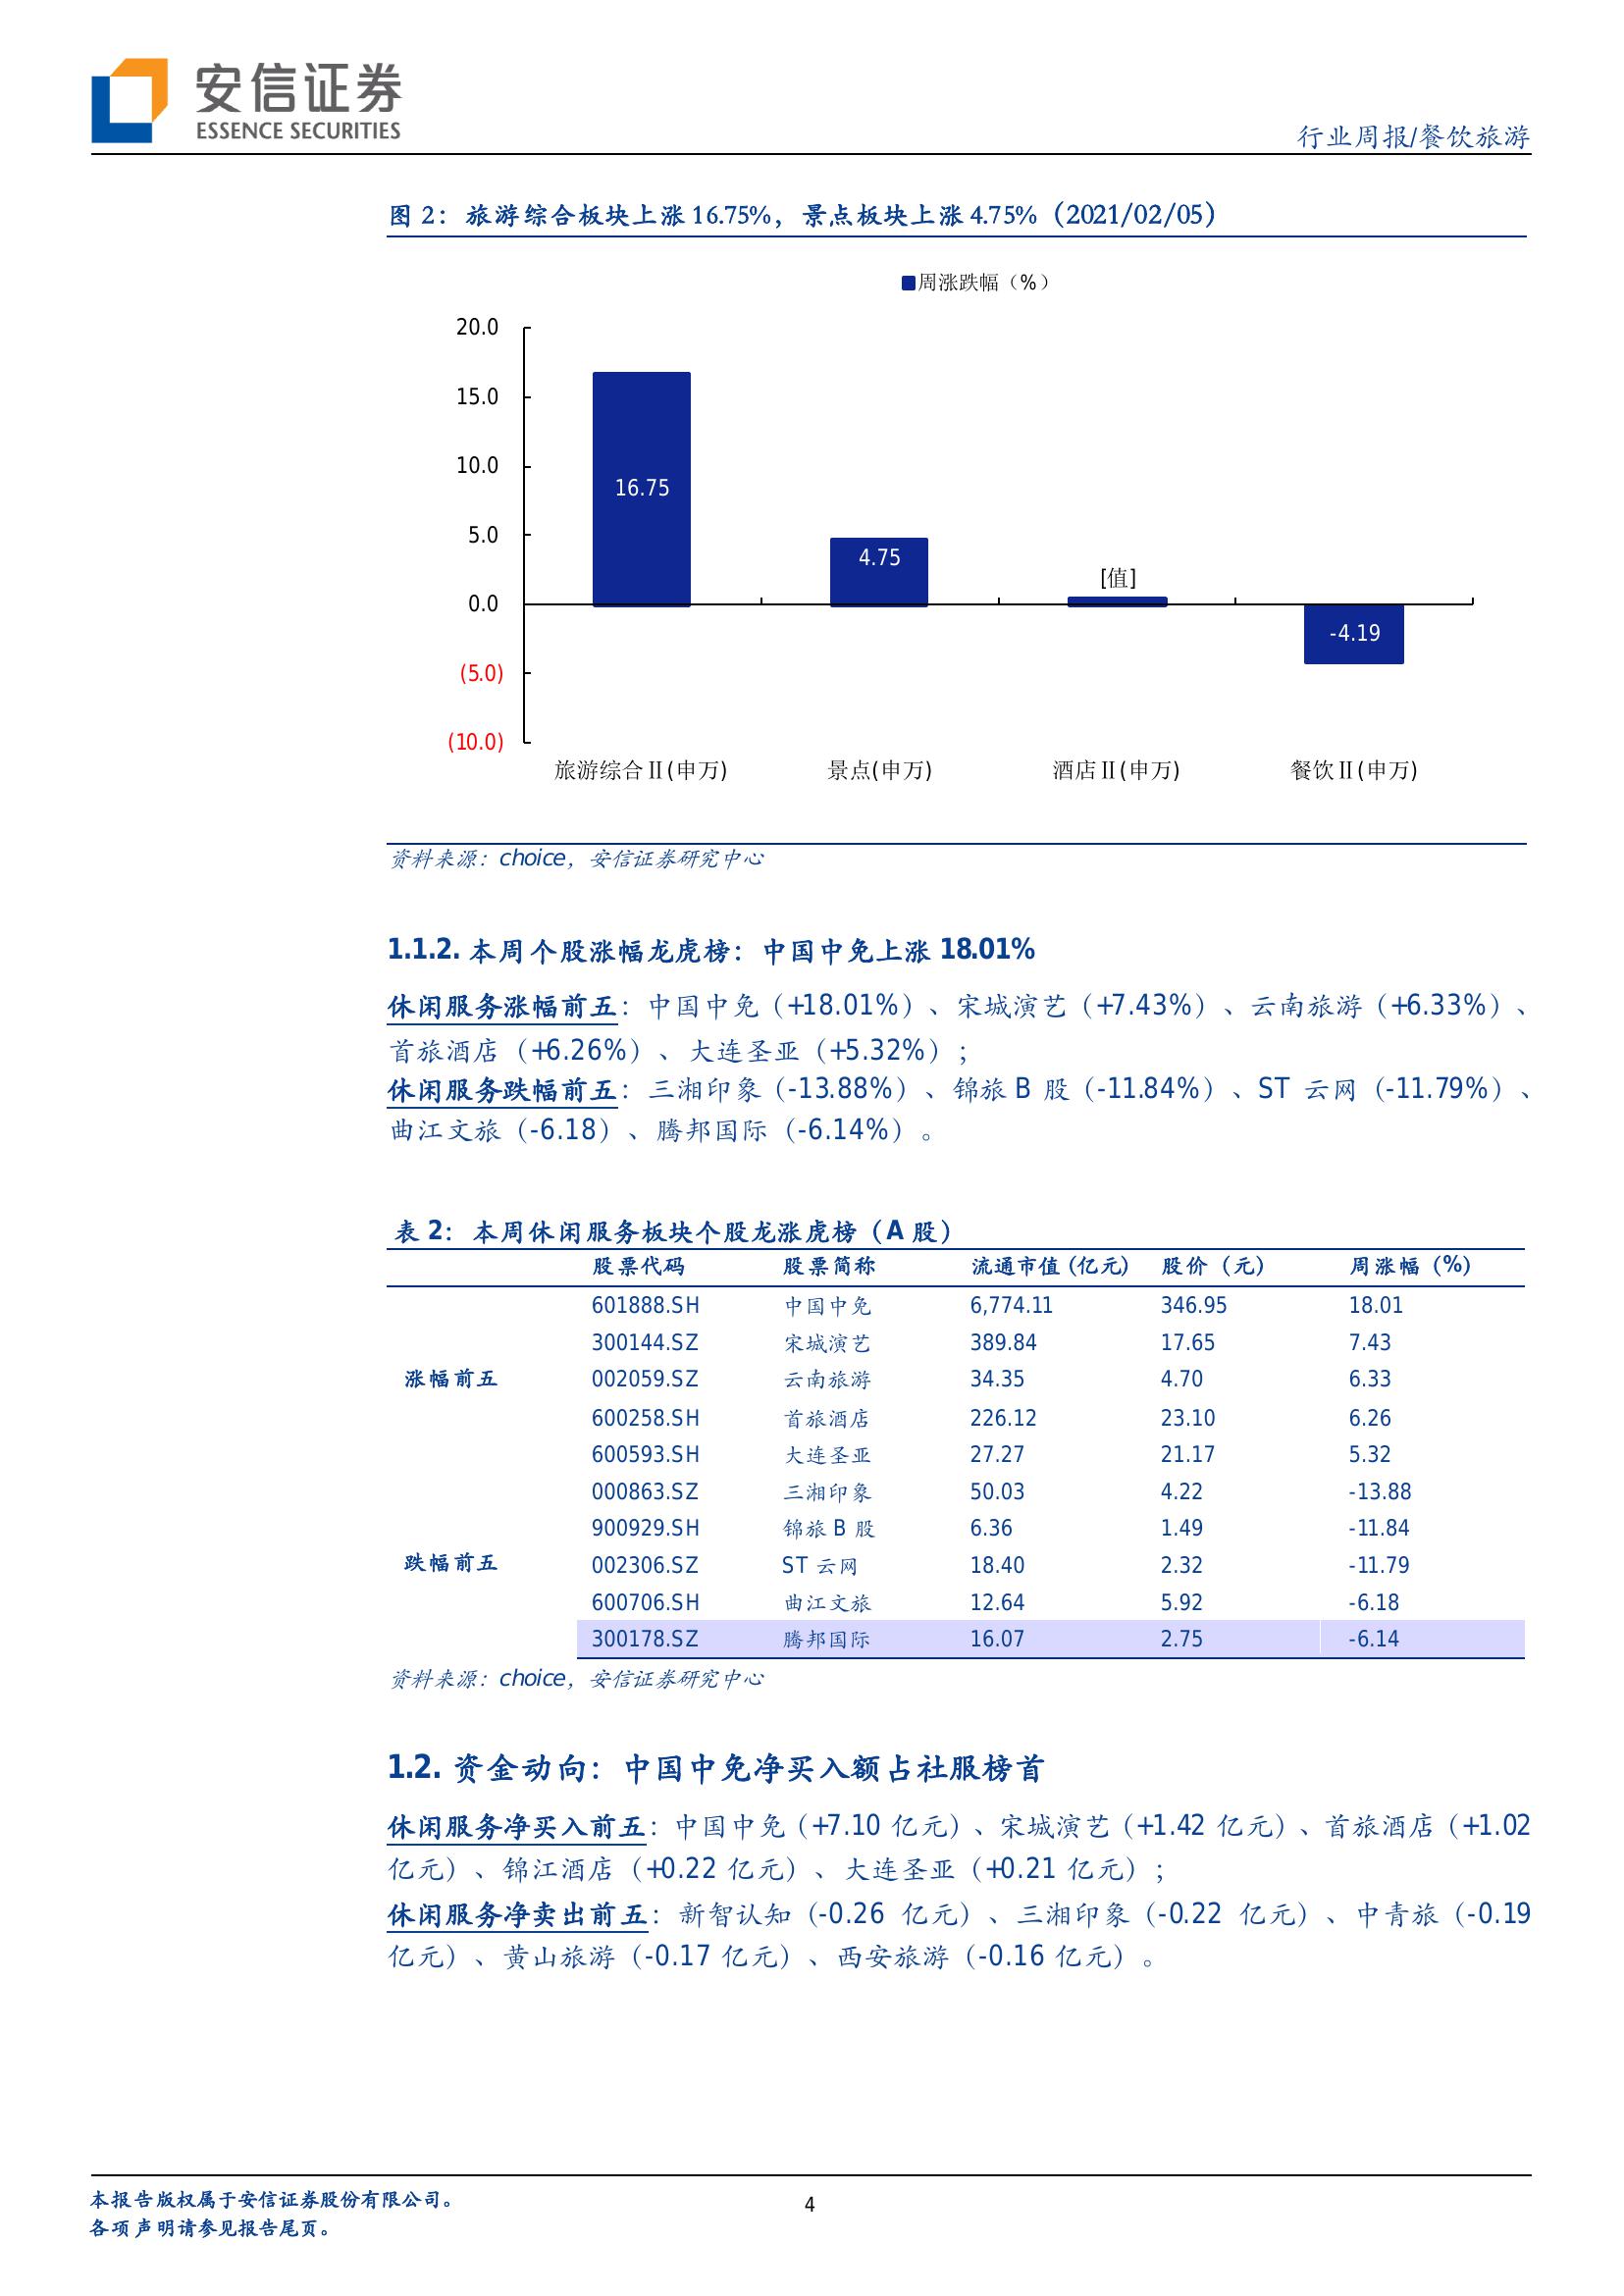 安信证券
ESSENCE SECURITIES
行业周报/餐饮旅游
图 2：旅游综合板块上涨 16.75%，景点板块上涨 4.75%（2021/02/05）
周涨跌幅（%）
20.0
15.0
10.0
5.0
0.0
(5.0)
(10.0)
16.75
4.75
[值]
-4.19
旅游综合Ⅱ(申万) 景点(申万) 酒店Ⅱ(申万) 餐饮Ⅱ(申万)
资料来源：choice，安信证券研究中心
1.1.2. 本周个股涨幅龙虎榜：中国中免上涨 18.01%
休闲服务涨幅前五：中国中免（+18.01%）、宋城演艺（+7.43%）、云南旅游（+6.33%）、
首旅酒店（+6.26%）、大连圣亚（+5.32%）；
休闲服务跌幅前五：三湘印象（-13.88%）、锦旅 B 股（-11.84%）、ST 云网（-11.79%）、
曲江文旅（-6.18）、腾邦国际（-6.14%）。
表 2：本周休闲服务板块个股龙涨虎榜（A 股）
股票代码 股票简称 流通市值 (亿元) 股价（元） 周涨幅（%）
601888.SH 中国中免 6,774.11 346.95 18.01
300144.SZ 宋城演艺 389.84 17.65 7.43
涨幅前五 002059.SZ 云南旅游 34.35 4.70 6.33
600258.SH 首旅酒店 226.12 23.10 6.26
600593.SH 大连圣亚 27.27 21.17 5.32
000863.SZ 三湘印象 50.03 4.22 -13.88
900929.SH 锦旅 B 股 6.36 1.49 -11.84
跌幅前五 002306.SZ ST 云网 18.40 2.32 -11.79
600706.SH 曲江文旅 12.64 5.92 -6.18
300178.SZ 腾邦国际 16.07 2.75 -6.14
资料来源：choice，安信证券研究中心
1.2. 资金动向：中国中免净买入额占社服榜首
休闲服务净买入前五：中国中免（+7.10 亿元）、宋城演艺（+1.42 亿元）、首旅酒店（+1.02
亿元）、锦江酒店（+0.22 亿元）、大连圣亚（+0.21 亿元）；
休闲服务净卖出前五：新智认知（-0.26 亿元）、三湘印象（-0.22 亿元）、中青旅（-0.19
亿元）、黄山旅游（-0.17 亿元）、西安旅游（-0.16 亿元）。
本报告版权属于安信证券股份有限公司。
各项声明请参见报告尾页。
4